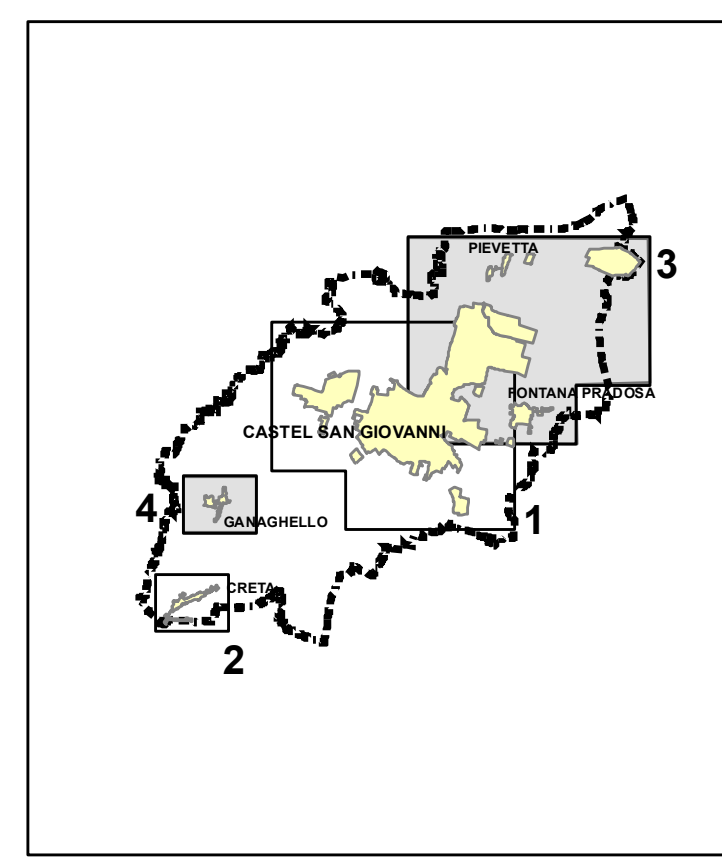 PIEVETTA
3
FONTANA PRADOSA
CASTEL SAN GIOVANNI
4
GANAGHELLO
1
CRETA
2